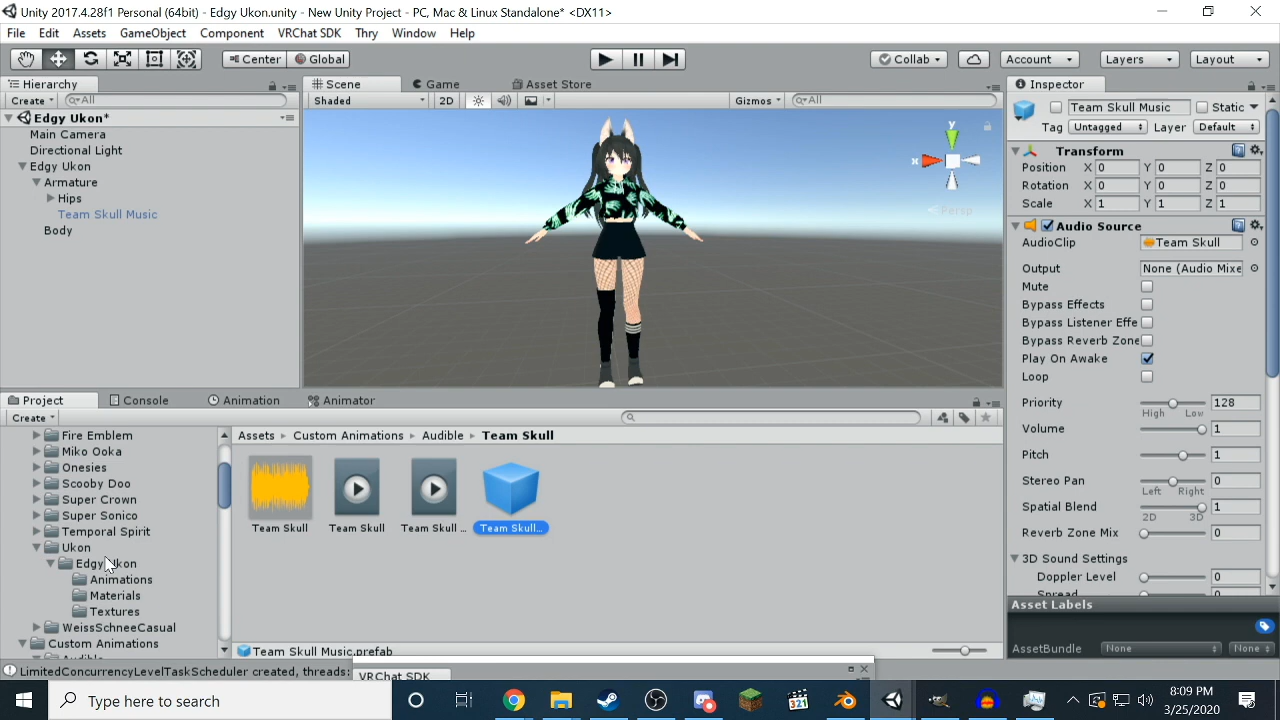 Unity 2017.4.28f1 Personal (64bit) - Edgy Ukon.unity - New Unity Project - PC, Mac & Linux Standalone* <DX11>
File Edit Assets GameObject Component VRChat SDK Thry Window Help
Center Global Collab Account Layers Layout
Hierarchy Scene Game Asset Store Inspector
Create All Shaded 2D Gizmos All
Team Skull Music Static
Tag Untagged Layer Default
Edgy Ukon*
Main Camera
Directional Light
Edgy Ukon
Armature
Hips
Team Skull Music
Body
y
x
Persp
Transform
Position X 0 Y 0 Z 0
Rotation X 0 Y 0 Z 0
Scale X 1 Y 1 Z 1
Audio Source
AudioClip Team Skull
Output None (Audio Mixe
Mute
Bypass Effects
Bypass Listener Effe
Bypass Reverb Zone
Play On Awake
Loop
Priority 128
High Low
Volume 1
Pitch 1
Stereo Pan 0
Left Right
Spatial Blend 1
2D 3D
Reverb Zone Mix 0
3D Sound Settings
Doppler Level 0
Spread
Asset Labels
AssetBundle None None
Project Console Animation Animator
Create
Assets Custom Animations Audible Team Skull
Fire Emblem
Miko Ooka
Onesies
Scooby Doo
Super Crown
Super Sonico
Temporal Spirit
Ukon
Edgy Ukon
Animations
Materials
Textures
WeissSchneeCasual
Custom Animations
Audible
Team Skull Team Skull Team Skull ... Team Skull...
Team Skull Music.prefab
LimitedConcurrencyLevelTaskScheduler created, threads:
VRChat SDK
Type here to search
321
8:09 PM
3/25/2020